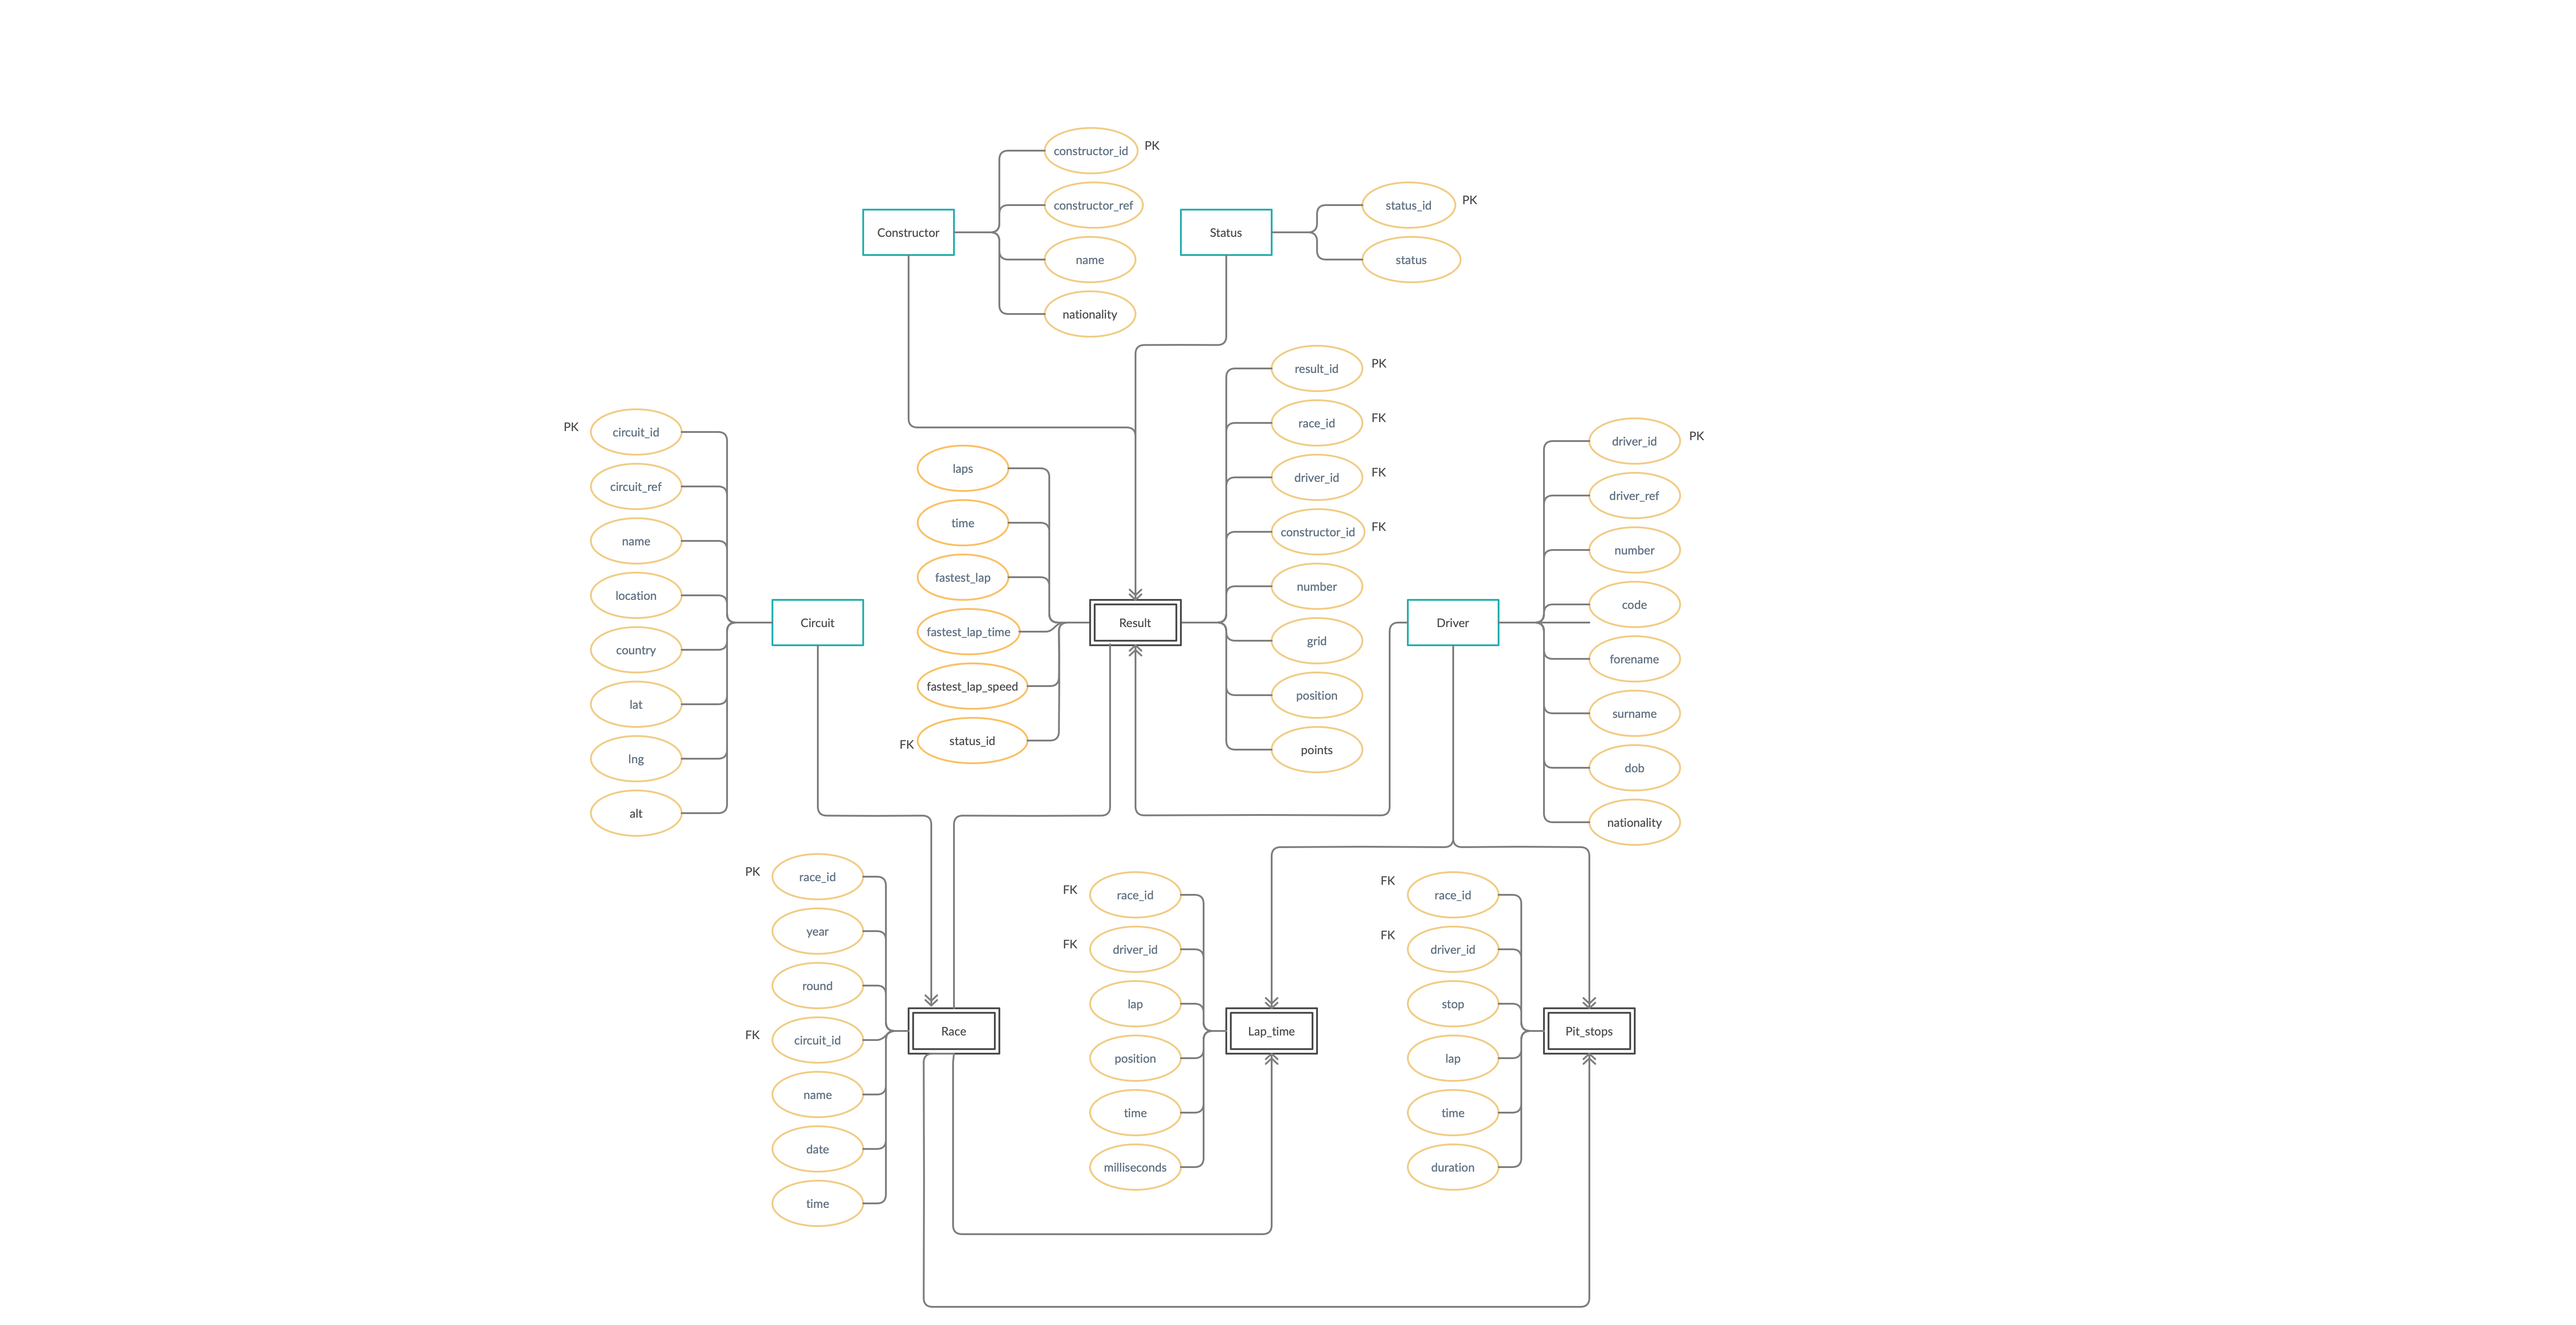 Constructor
constructor_id
PK
constructor_ref
name
nationality
Status
status_id
PK
status
Circuit
PK
circuit_id
circuit_ref
name
location
country
lat
lng
alt
Result
laps
time
fastest_lap
fastest_lap_time
fastest_lap_speed
FK
status_id
result_id
PK
race_id
FK
driver_id
FK
constructor_id
FK
number
grid
position
points
Driver
driver_id
PK
driver_ref
number
code
forename
surname
dob
nationality
Race
PK
race_id
year
round
FK
circuit_id
name
date
time
Lap_time
FK
race_id
FK
driver_id
lap
position
time
milliseconds
Pit_stops
FK
race_id
FK
driver_id
stop
lap
time
duration